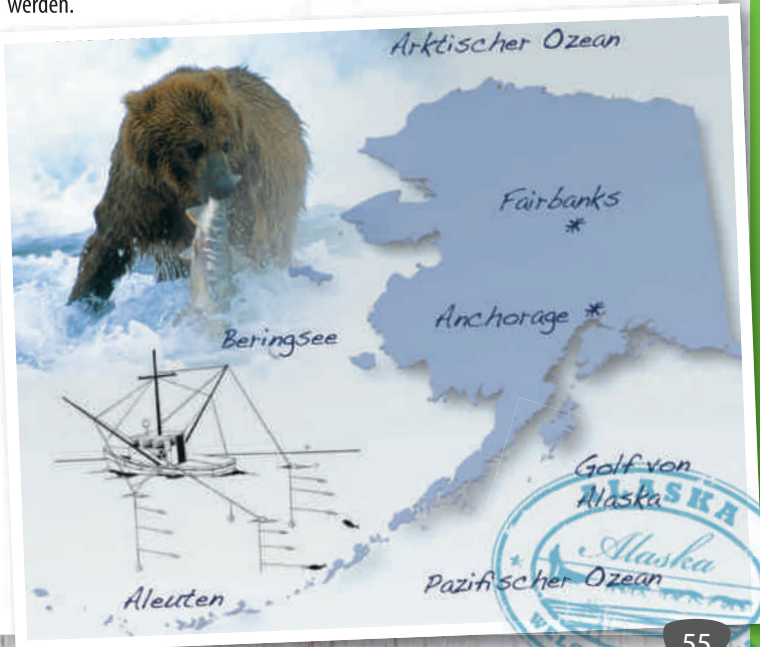 werden.
Arktischer Ozean
Fairbanks
Anchorage
Beringsee
Golf von
Alaska
ALASKA
Alaska
Pazifischer Ozean
Aleuten
55